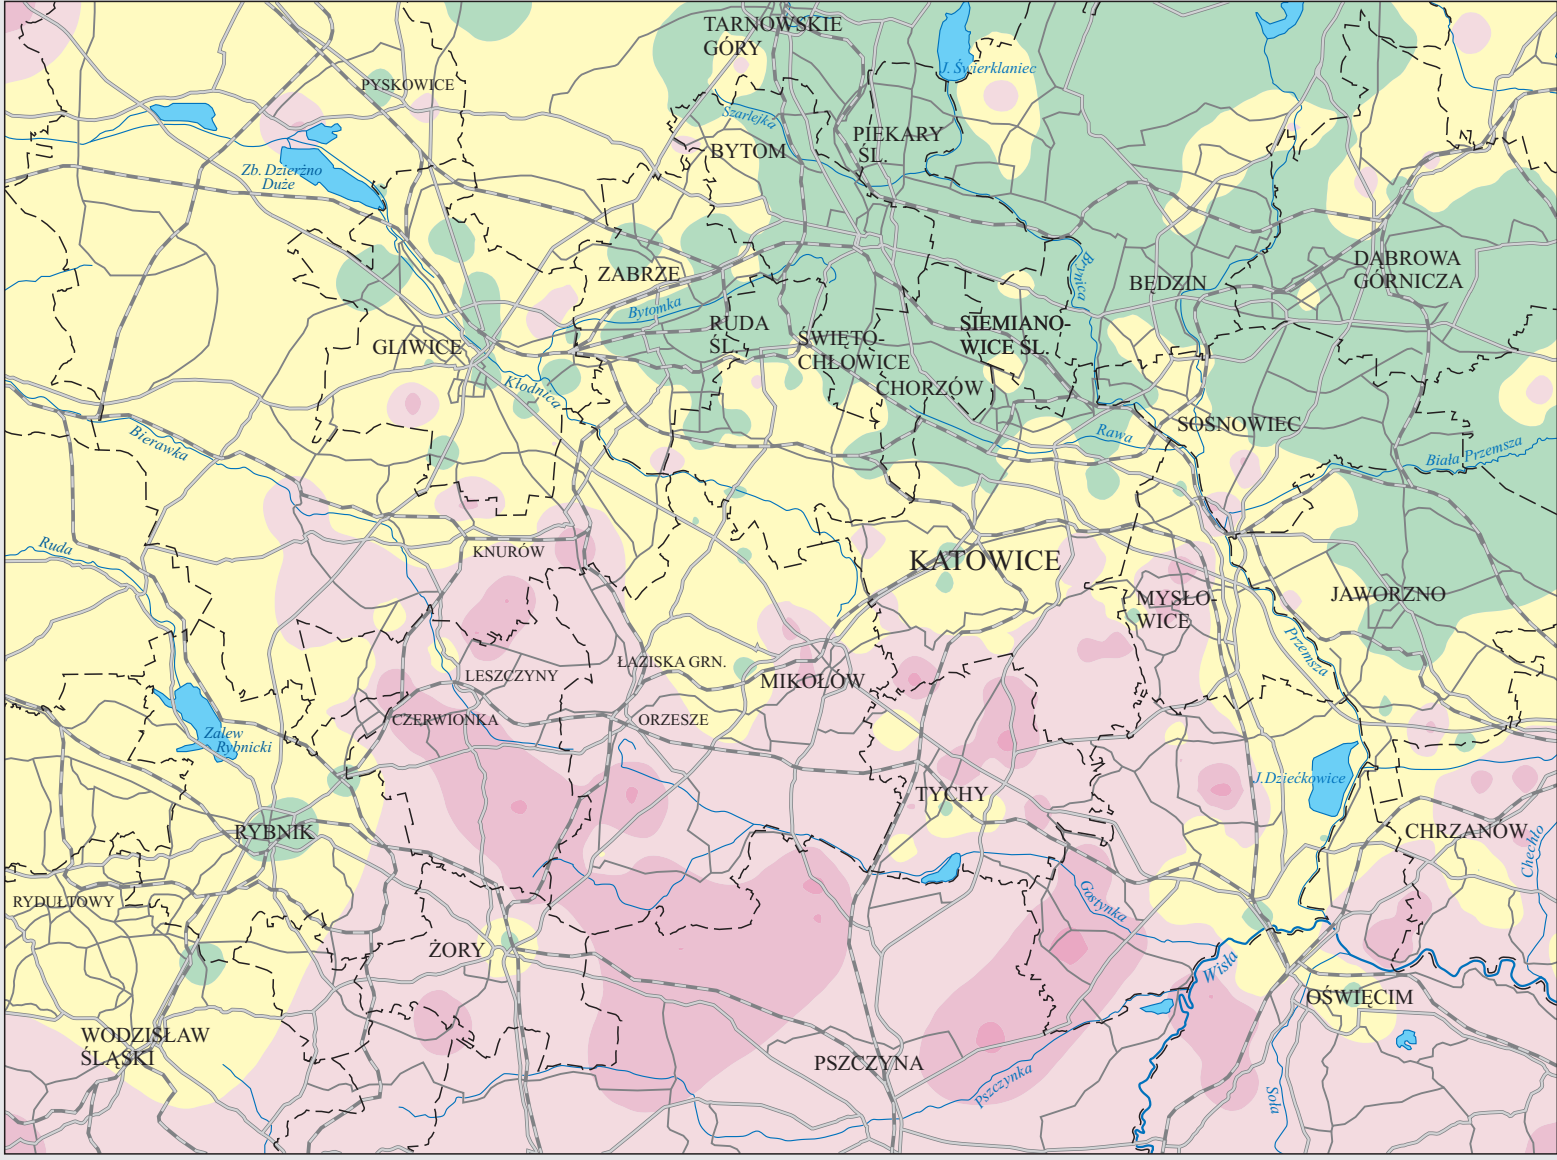 TARNOWSKIE
GÓRY
J. Świerklaniec
PYSKOWICE
Szarlejka
PIEKARY
ŚL.
BYTOM
Zb. Dzierżno
Duże
ZABRZE
Brynica
BĘDZIN
DĄBROWA
GÓRNICZA
Bytomka
RUDA
ŚL.
ŚWIĘTO-
CHŁOWICE
SIEMIANO-
WICE ŚL.
GLIWICE
Kłodnica
CHORZÓW
Rawa
SOSNOWIEC
Bierawka
Biała Przemsza
Ruda
KNURÓW
KATOWICE
MYSŁO-
WICE
JAWORZNO
Przemsza
LESZCZYNY
ŁAZISKA GRN.
MIKOŁÓW
CZERWIONKA
ORZESZE
Zalew
Rybnicki
J.Dziećkowice
TYCHY
RYBNIK
CHRZANÓW
Chechło
RYDUŁTOWY
Gostynka
ŻORY
Wisła
OŚWIĘCIM
WODZISŁAW
ŚLĄSKI
PSZCZYNA
Pszczynka
Soła